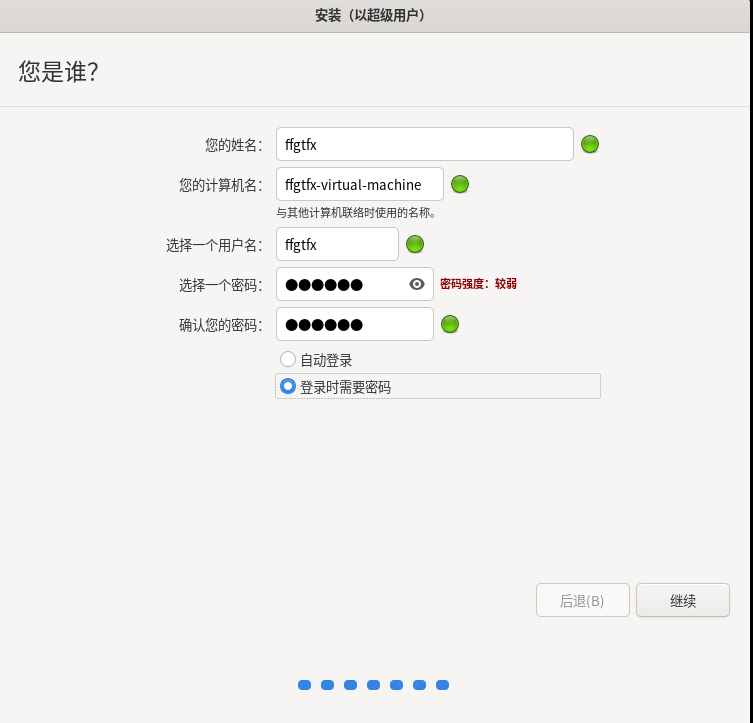 安装（以超级用户）
您是谁？
您的姓名： ffgtfx
您的计算机名： ffgtfx-virtual-machine
与其他计算机联络时使用的名称。
选择一个用户名： ffgtfx
选择一个密码： ●●●●●● 密码强度：较弱
确认您的密码： ●●●●●●
自动登录
登录时需要密码
后退(B) 继续